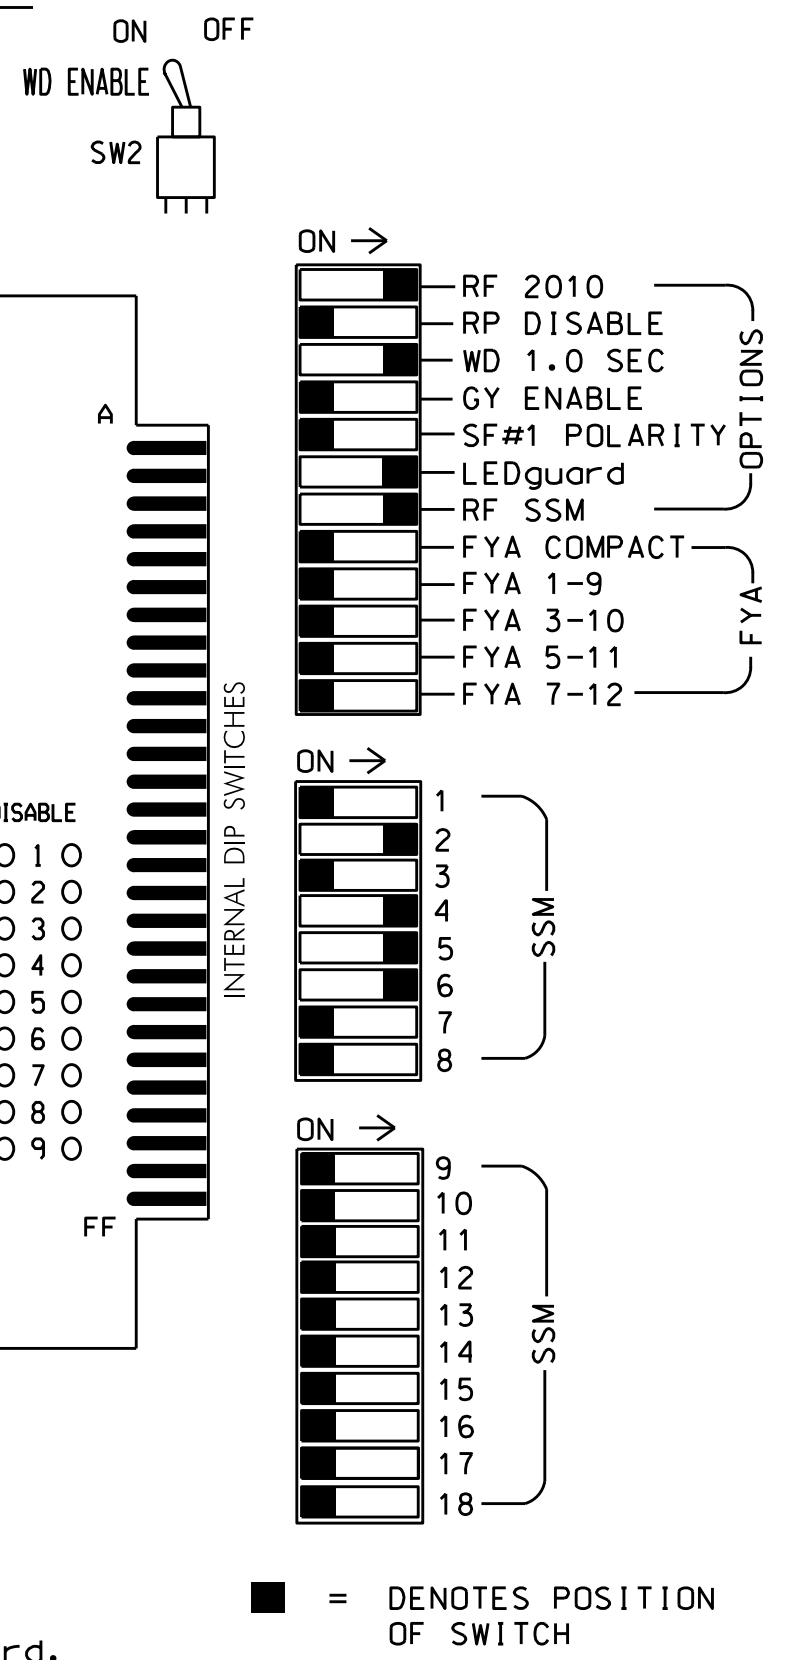 ON OFF
WD ENABLE
SW2
ON
RF 2010
RP DISABLE
WD 1.0 SEC
GY ENABLE
SF#1 POLARITY
LEDguard
RF SSM
OPTIONS
FYA COMPACT
FYA 1-9
FYA 3-10
FYA 5-11
FYA 7-12
FYA
A
FF
INTERNAL DIP SWITCHES
ISABLE
1
2
3
4
5
6
7
8
9
ON
1
2
3
4
5
6
7
8
SSM
ON
9
10
11
12
13
14
15
16
17
18
SSM
= DENOTES POSITION
OF SWITCH
rd.